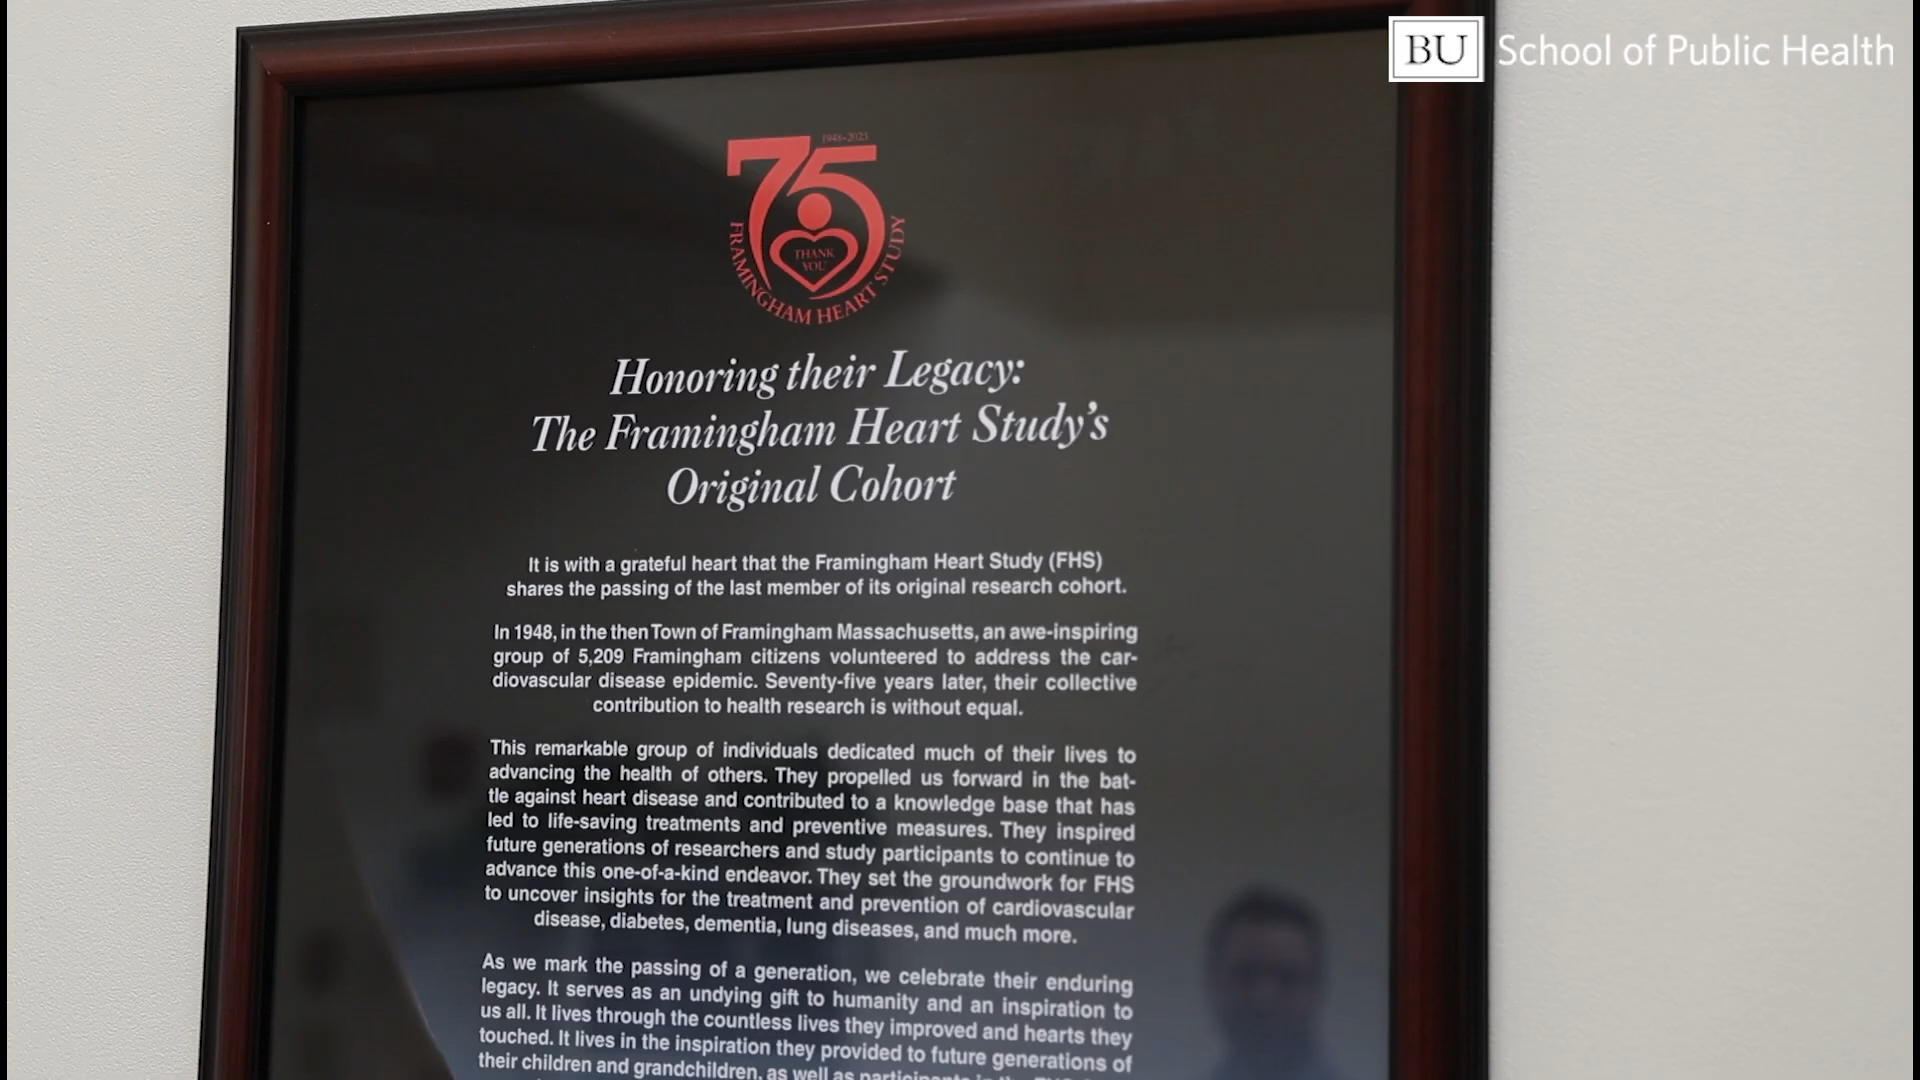 BU School of Public Health
1948-2023
75
THANK
YOU
FRAMINGHAM HEART STUDY
Honoring their Legacy:
The Framingham Heart Study's
Original Cohort
It is with a grateful heart that the Framingham Heart Study (FHS)
shares the passing of the last member of its original research cohort.
In 1948, in the then Town of Framingham Massachusetts, an awe-inspiring
group of 5,209 Framingham citizens volunteered to address the car-
diovascular disease epidemic. Seventy-five years later, their collective
contribution to health research is without equal.
This remarkable group of individuals dedicated much of their lives to
advancing the health of others. They propelled us forward in the bat-
tle against heart disease and contributed to a knowledge base that has
led to life-saving treatments and preventive measures. They inspired
future generations of researchers and study participants to continue to
advance this one-of-a-kind endeavor. They set the groundwork for FHS
to uncover insights for the treatment and prevention of cardiovascular
disease, diabetes, dementia, lung diseases, and much more.
As we mark the passing of a generation, we celebrate their enduring
legacy. It serves as an undying gift to humanity and an inspiration to
us all. It lives through the countless lives they improved and hearts they
touched. It lives in the inspiration they provided to future generations of
their children and grandchildren, as well as